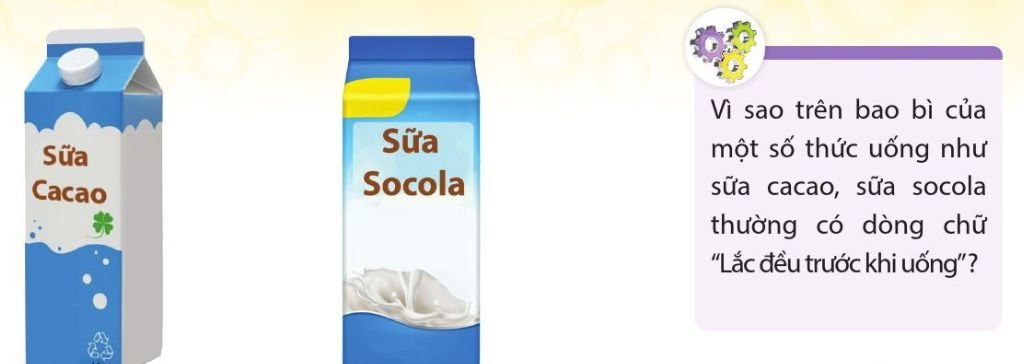 Sữa
Cacao
Sữa
Socola
Vì sao trên bao bì của
một số thức uống như
sữa cacao, sữa socola
thường có dòng chữ
“Lắc đều trước khi uống”?